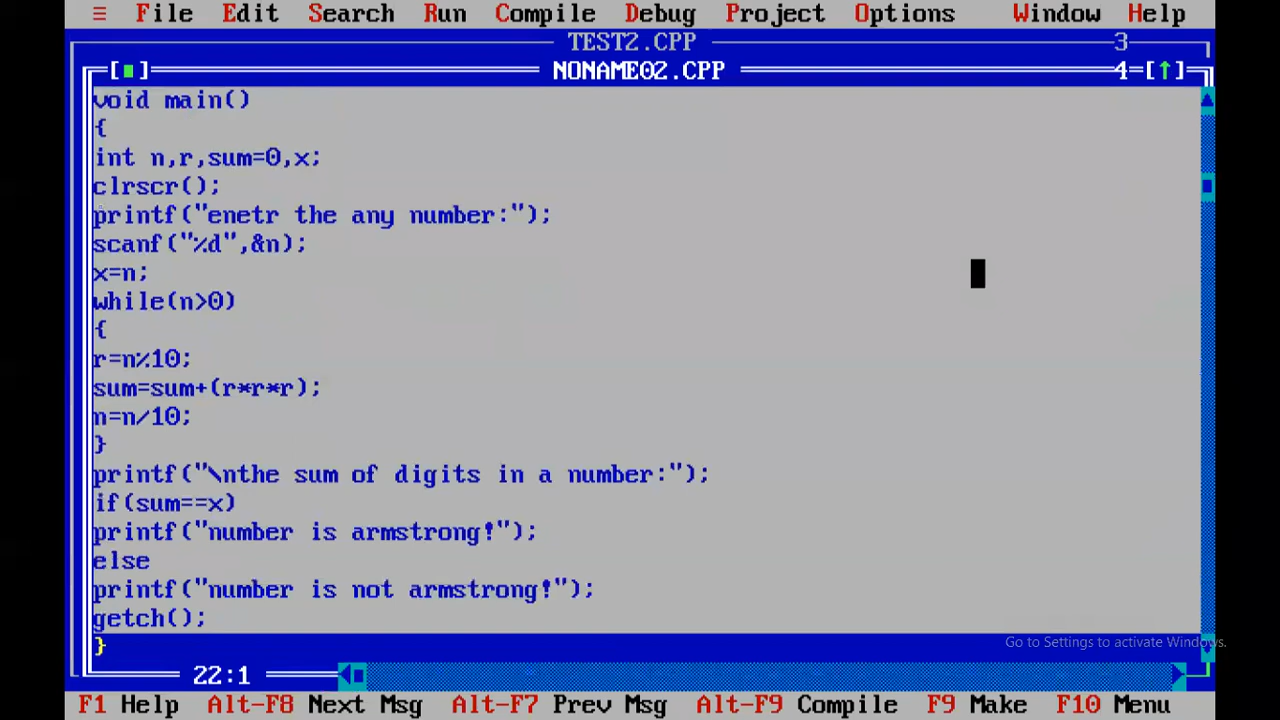 ≡ File Edit Search Run Compile Debug Project Options Window Help
TEST2.CPP 3
[■] NONAME02.CPP 4=[↑]
void main()
{
int n,r,sum=0,x;
clrscr();
printf("enetr the any number:");
scanf("%d",&n);
x=n;
while(n>0)
{
r=n%10;
sum=sum+(r*r*r);
n=n/10;
}
printf("\nthe sum of digits in a number:");
if(sum==x)
printf("number is armstrong!");
else
printf("number is not armstrong!");
getch();
}
Go to Settings to activate Windows.
22:1
F1 Help Alt-F8 Next Msg Alt-F7 Prev Msg Alt-F9 Compile F9 Make F10 Menu